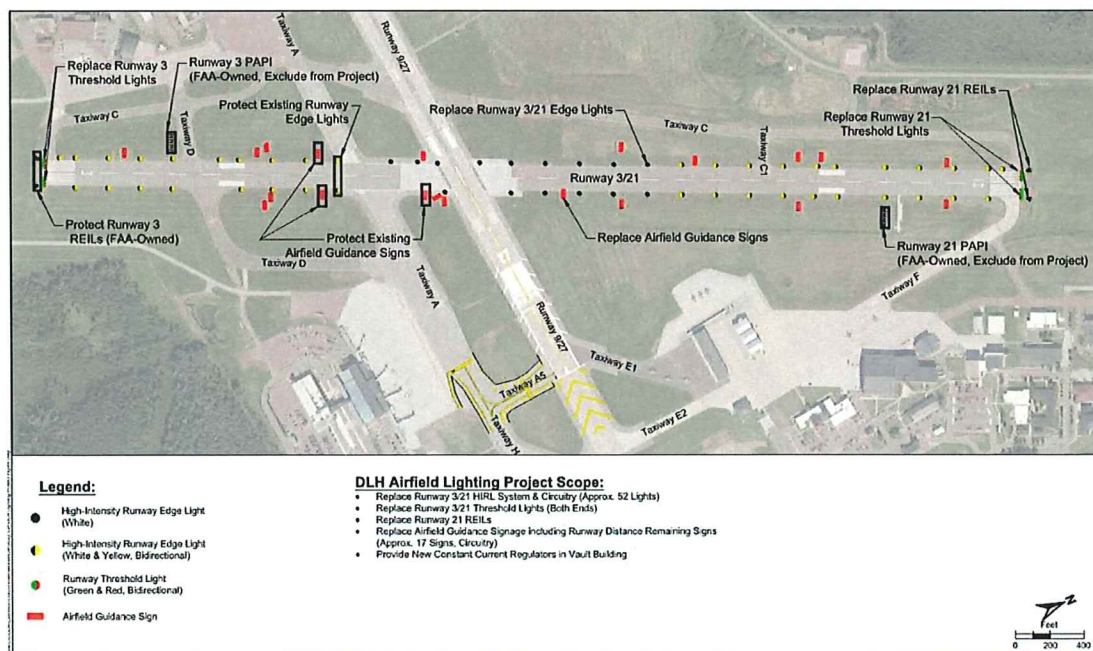 Taxiway A
Runway 9/27
Replace Runway 3
Threshold Lights
Runway 3 PAPI
(FAA-Owned, Exclude from Project)
Taxiway C
Taxiway D
Protect Existing Runway
Edge Lights
Replace Runway 3/21 Edge Lights
Taxiway C
Taxiway C1
Replace Runway 21 REILs
Replace Runway 21
Threshold Lights
Runway 3/21
Protect Runway 3
REILs (FAA-Owned)
Protect Existing
Airfield Guidance Signs
Replace Airfield Guidance Signs
Runway 21 PAPI
(FAA-Owned, Exclude from Project)
Taxiway D
Taxiway A
Runway 9/27
Taxiway F
Taxiway E1
Taxiway A5
Taxiway H
Taxiway E2
Legend:
High-Intensity Runway Edge Light
(White)
High-Intensity Runway Edge Light
(White & Yellow, Bidirectional)
Runway Threshold Light
(Green & Red, Bidirectional)
Airfield Guidance Sign
DLH Airfield Lighting Project Scope:
• Replace Runway 3/21 HIRL System & Circuitry (Approx. 52 Lights)
• Replace Runway 3/21 Threshold Lights (Both Ends)
• Replace Runway 21 REILs
• Replace Airfield Guidance Signage including Runway Distance Remaining Signs
(Approx. 17 Signs, Circuitry)
• Provide New Constant Current Regulators in Vault Building
Z
Feet
0 200 400